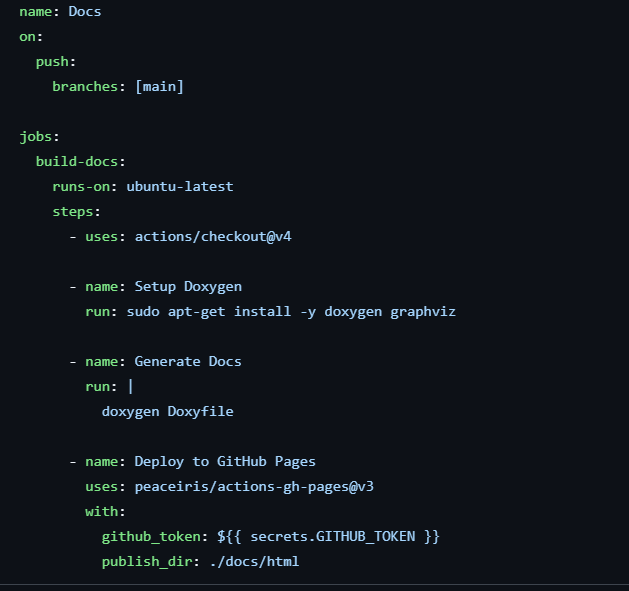 name: Docs
on:
  push:
    branches: [main]

jobs:
  build-docs:
    runs-on: ubuntu-latest
    steps:
      - uses: actions/checkout@v4

      - name: Setup Doxygen
        run: sudo apt-get install -y doxygen graphviz

      - name: Generate Docs
        run: |
          doxygen Doxyfile

      - name: Deploy to GitHub Pages
        uses: peaceiris/actions-gh-pages@v3
        with:
          github_token: ${{ secrets.GITHUB_TOKEN }}
          publish_dir: ./docs/html